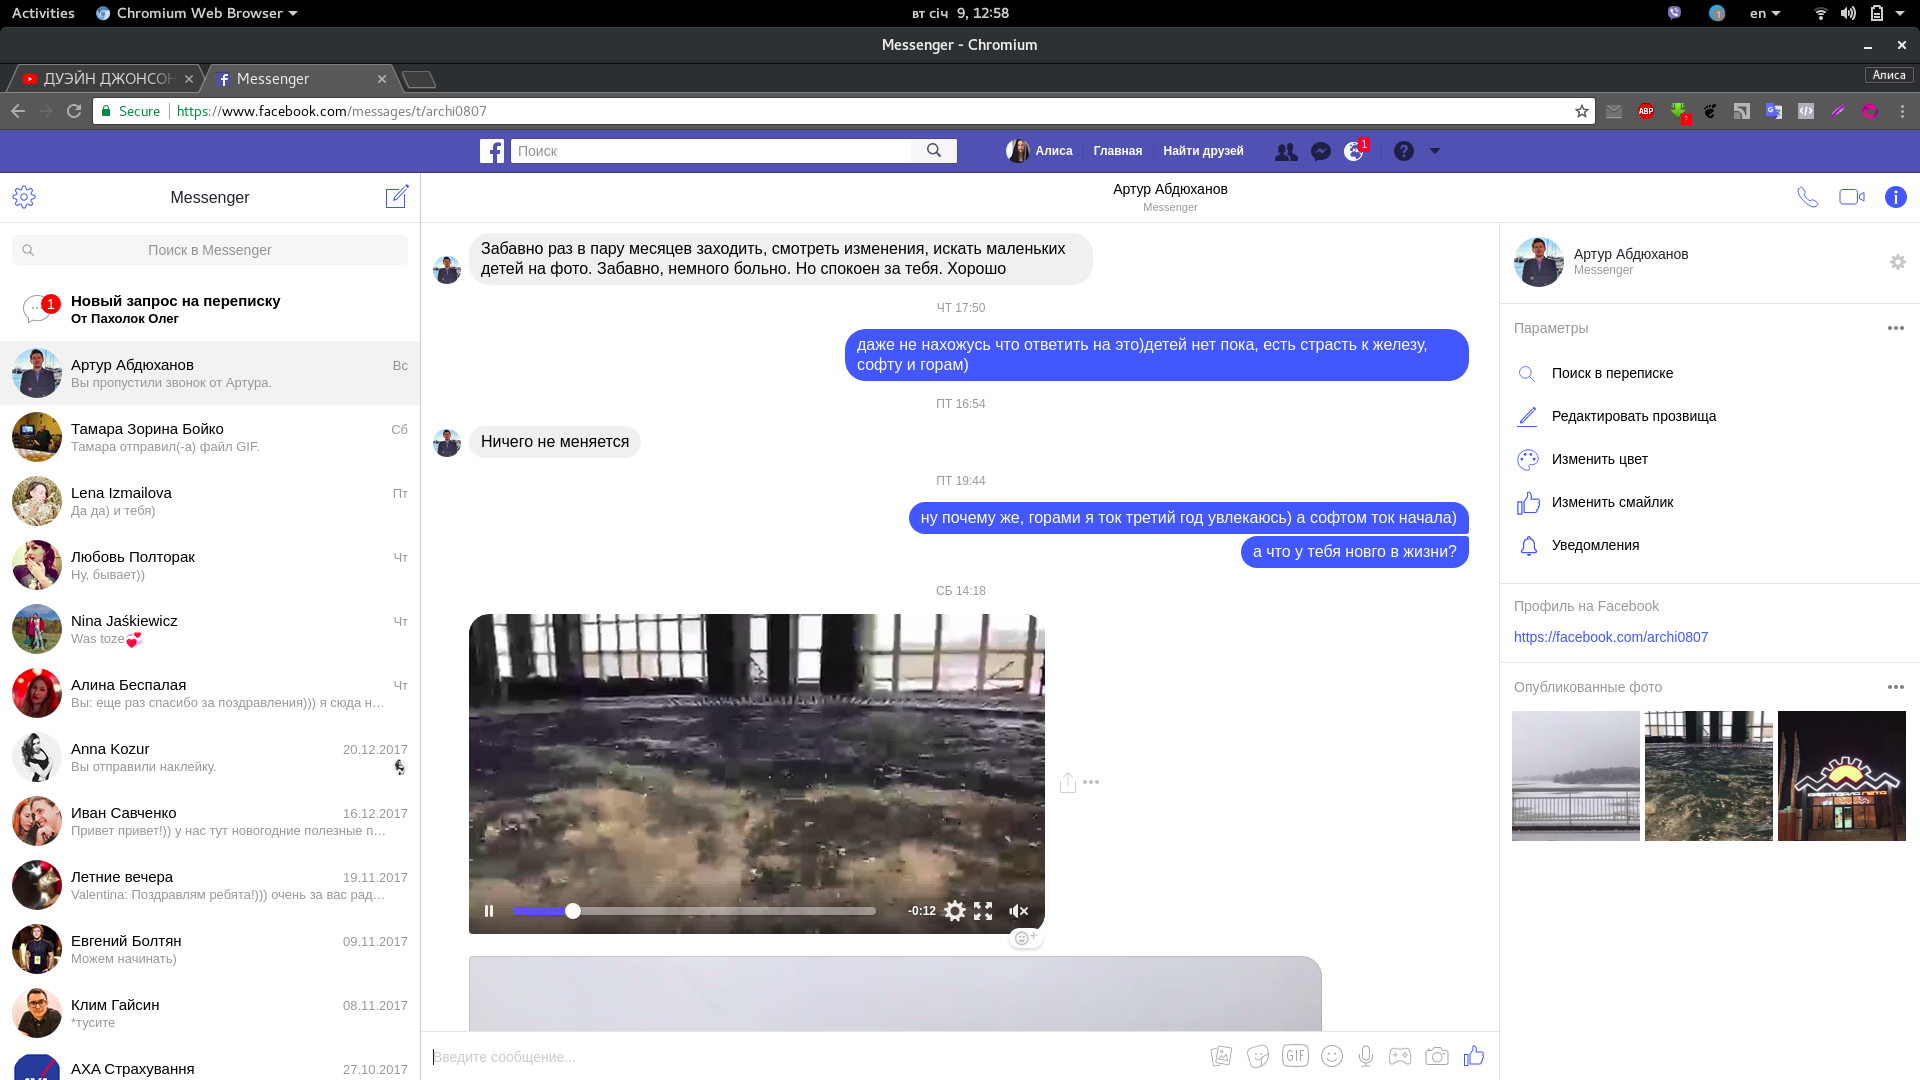 Activities
Chromium Web Browser
вт січ 9, 12:58
en
Messenger - Chromium
ДУЭЙН ДЖОНСОН
Messenger
Алиса
Secure
https://www.facebook.com/messages/t/archi0807
ABP
Поиск
Алиса
Главная
Найти друзей
1
Messenger
Поиск в Messenger
1
Новый запрос на переписку
От Пахолок Олег
Артур Абдюханов
Вс
Вы пропустили звонок от Артура.
Тамара Зорина Бойко
Сб
Тамара отправил(-а) файл GIF.
Lena Izmailova
Пт
Да да) и тебя)
Любовь Полторак
Чт
Ну, бывает))
Nina Jaśkiewicz
Чт
Was toze💞
Алина Беспалая
Чт
Вы: еще раз спасибо за поздравления))) я сюда н…
Anna Kozur
20.12.2017
Вы отправили наклейку.
Иван Савченко
16.12.2017
Привет привет!)) у нас тут новогодние полезные п…
Летние вечера
19.11.2017
Valentina: Поздравлям ребята!))) очень за вас рад…
Евгений Болтян
09.11.2017
Можем начинать)
Клим Гайсин
08.11.2017
*тусите
АХА Страхування
27.10.2017
Артур Абдюханов
Messenger
Забавно раз в пару месяцев заходить, смотреть изменения, искать маленьких
детей на фото. Забавно, немного больно. Но спокоен за тебя. Хорошо
ЧТ 17:50
даже не нахожусь что ответить на это)детей нет пока, есть страсть к железу,
софту и горам)
ПТ 16:54
Ничего не меняется
ПТ 19:44
ну почему же, горами я ток третий год увлекаюсь) а софтом ток начала)
а что у тебя новго в жизни?
СБ 14:18
-0:12
Введите сообщение...
GIF
Артур Абдюханов
Messenger
Параметры
Поиск в переписке
Редактировать прозвища
Изменить цвет
Изменить смайлик
Уведомления
Профиль на Facebook
https://facebook.com/archi0807
Опубликованные фото